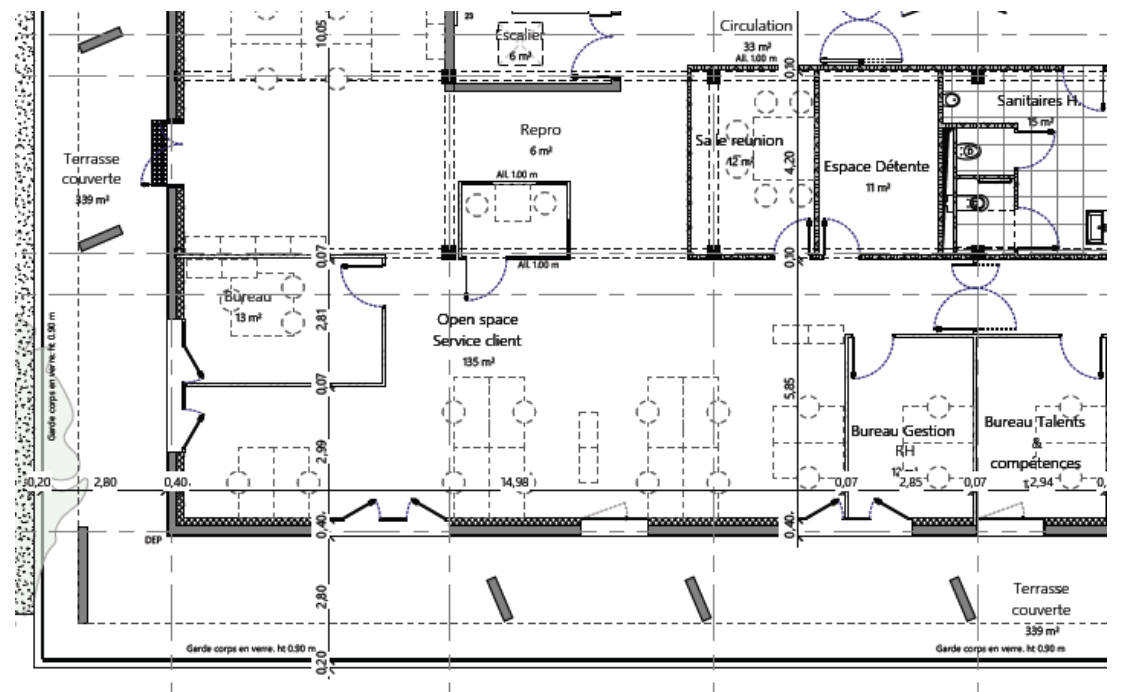 23
10,05
Escalier
6 m²
Circulation
33 m²
All. 1.00 m
0,10
Sanitaires H.
15 m²
Repro
6 m²
Salle reunion
12 m²
4,20
Espace Détente
11 m²
Terrasse
couverte
339 m²
All. 1.00 m
All. 1.00 m
0,07
0,10
Bureau
13 m²
2,81
Open space
Service client
135 m²
Garde corps en verre. ht 0.90 m
0,07
5,85
2,99
Bureau Gestion
RH
Bureau Talents
&
compétences
0,20
2,80
0,40
14,98
0,07
2,85
0,07
2,94
0,40
0,40
DEP
2,80
Terrasse
couverte
339 m²
Garde corps en verre. ht 0.90 m
Garde corps en verre. ht 0.90 m
0,20